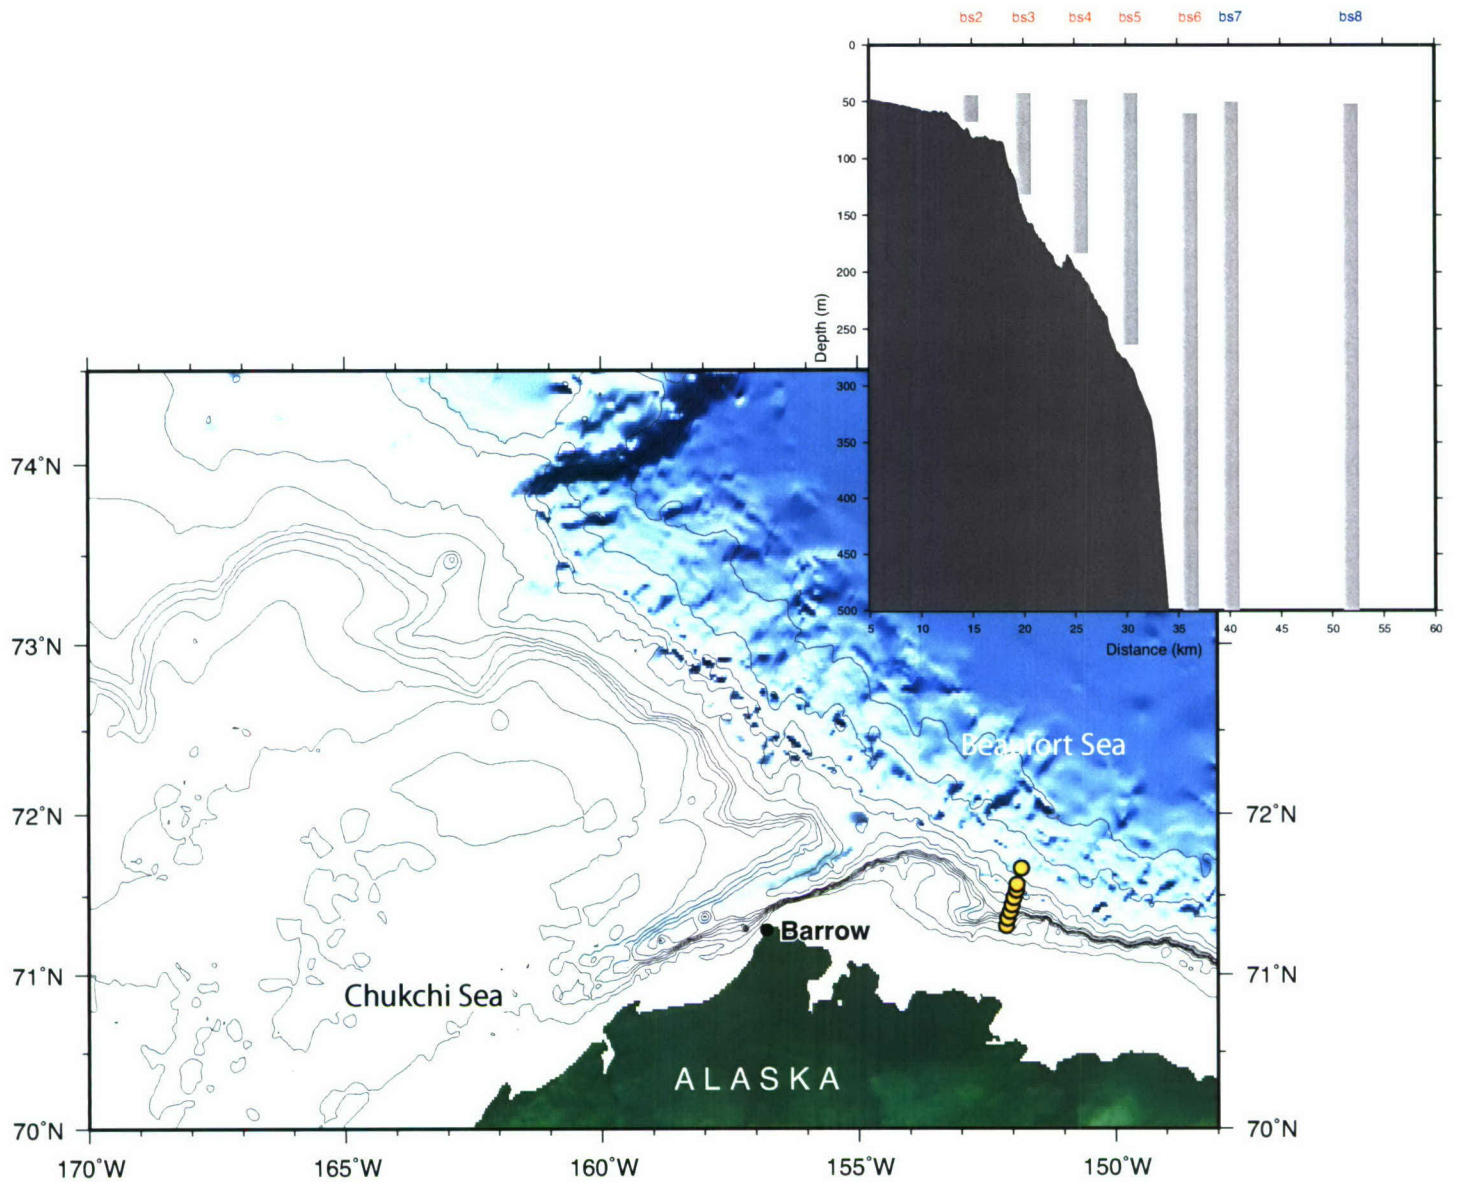 bs2 bs3 bs4 bs5 bs6 bs7 bs8
0
50
100
150
200
250
300
350
400
450
500
Depth (m)
5 10 15 20 25 30 35 40 45 50 55 60
Distance (km)
74°N
73°N
72°N
71°N
70°N
72°N
71°N
70°N
Beaufort Sea
Barrow
Chukchi Sea
ALASKA
170°W 165°W 160°W 155°W 150°W